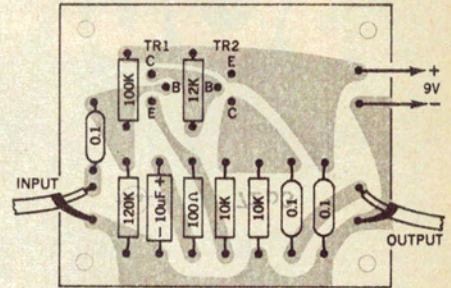 TR1 TR2
C E
100K B 12K B
E C
+
9V
−
0.1
INPUT
120K
− 10uF +
100Ω
10K
10K
0.1
0.1
OUTPUT